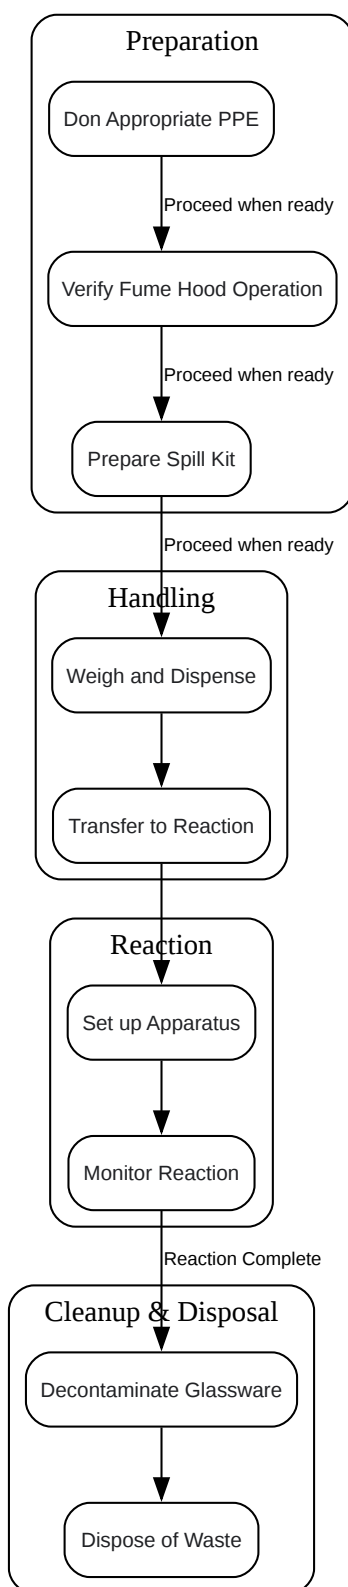 Preparation
Don Appropriate PPE
Proceed when ready
Verify Fume Hood Operation
Proceed when ready
Prepare Spill Kit
Proceed when ready
Handling
Weigh and Dispense
Transfer to Reaction
Reaction
Set up Apparatus
Monitor Reaction
Reaction Complete
Cleanup & Disposal
Decontaminate Glassware
Dispose of Waste